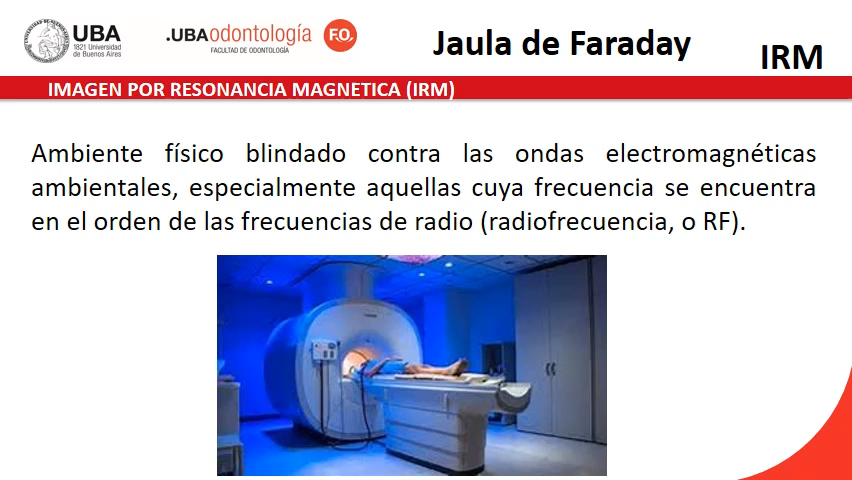 UBA
1821 Universidad
de Buenos Aires
.UBAodontología
FACULTAD DE ODONTOLOGÍA
F.O.
Jaula de Faraday
IRM
IMAGEN POR RESONANCIA MAGNETICA (IRM)
Ambiente físico blindado contra las ondas electromagnéticas
ambientales, especialmente aquellas cuya frecuencia se encuentra
en el orden de las frecuencias de radio (radiofrecuencia, o RF).